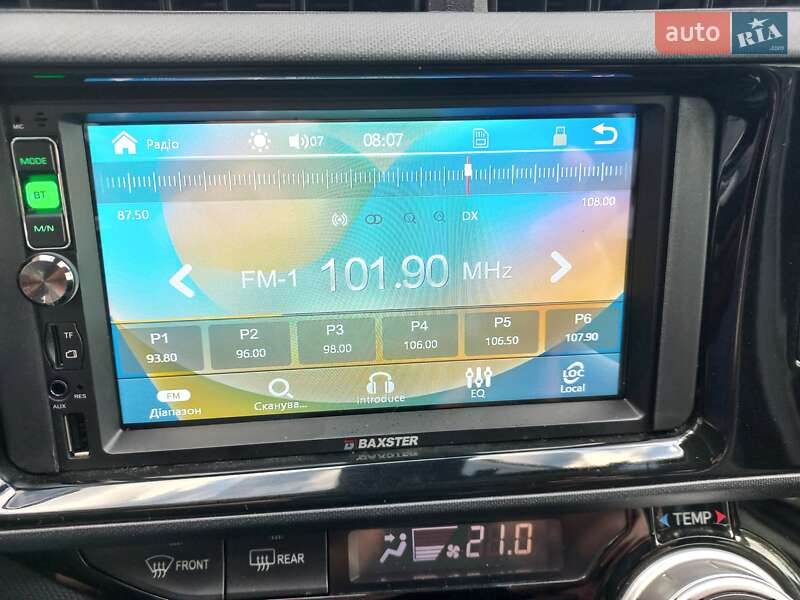 auto RIA .com
MIC
MODE
BT
M/N
TF
AUX
RES
Радіо
07
08:07
87.50
108.00
DX
FM-1 101.90 MHz
P1 P2 P3 P4 P5 P6
93.80 96.00 98.00 106.00 106.50 107.90
FM
LOC
Діапазон Сканува... Introduce EQ Local
BAXSTER
FRONT
REAR
21.0
TEMP